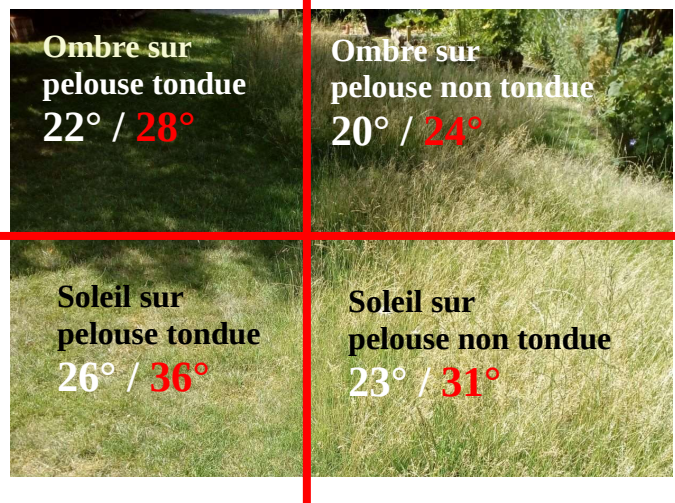 Ombre sur
pelouse tondue
22° / 28°
Ombre sur
pelouse non tondue
20° / 24°
Soleil sur
pelouse tondue
26° / 36°
Soleil sur
pelouse non tondue
23° / 31°